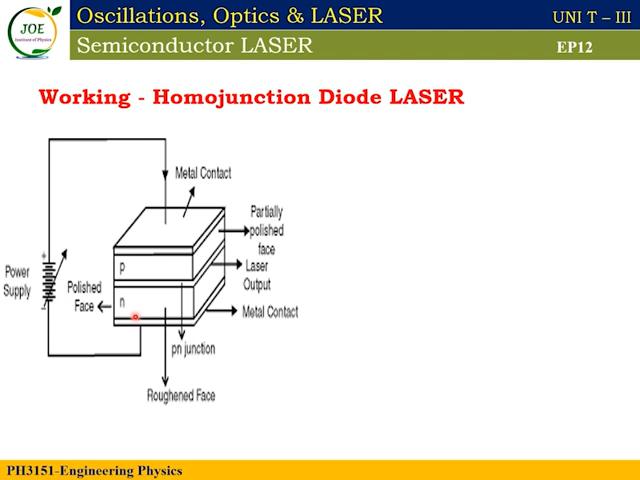 JOE
Institute of Physics
Oscillations, Optics & LASER
UNI T – III
Semiconductor LASER
EP12
Working - Homojunction Diode LASER
Metal Contact
Partially
polished
face
Laser
Output
+
Power
Supply
–
p
n
Polished
Face
Metal Contact
pn junction
Roughened Face
PH3151-Engineering Physics